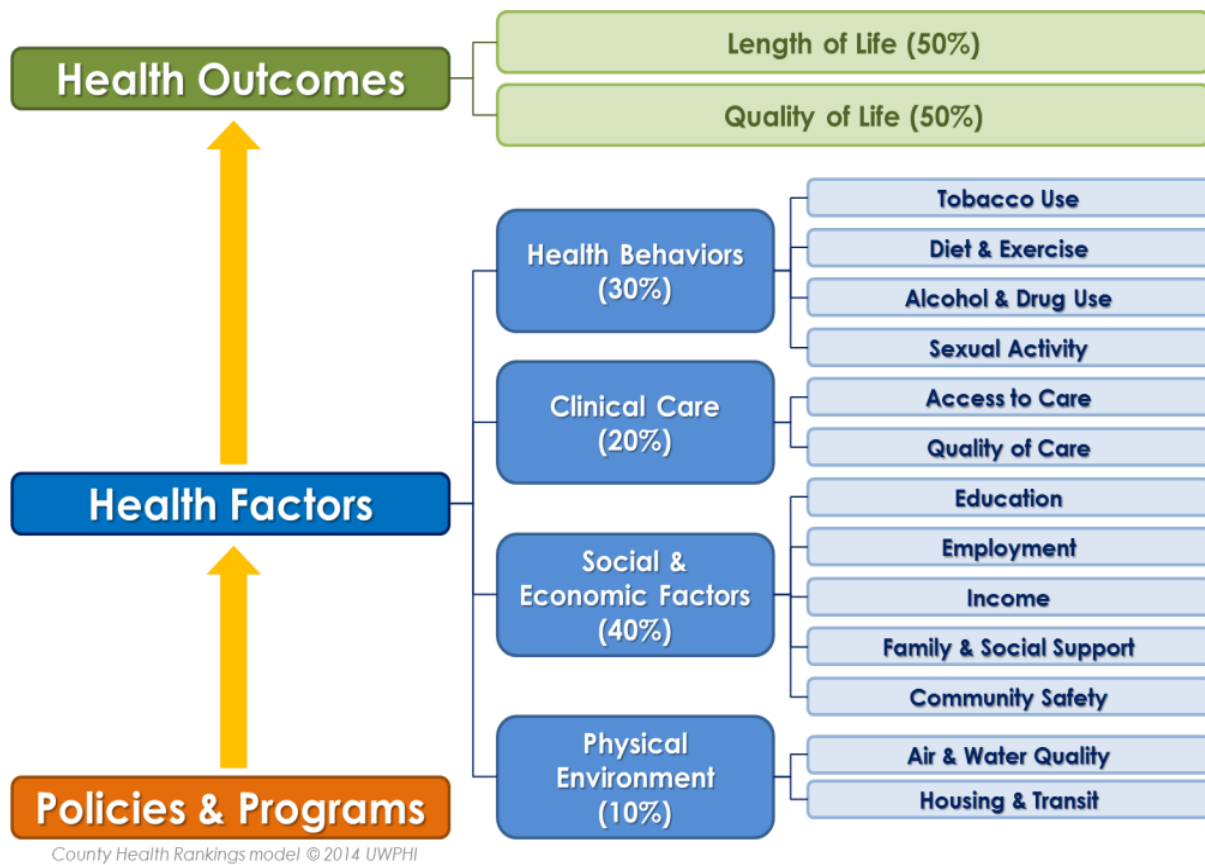 Health Outcomes
Length of Life (50%)
Quality of Life (50%)
Health Factors
Health Behaviors
(30%)
Tobacco Use
Diet & Exercise
Alcohol & Drug Use
Sexual Activity
Clinical Care
(20%)
Access to Care
Quality of Care
Social &
Economic Factors
(40%)
Education
Employment
Income
Family & Social Support
Community Safety
Physical
Environment
(10%)
Air & Water Quality
Housing & Transit
Policies & Programs
County Health Rankings model © 2014 UWPHI